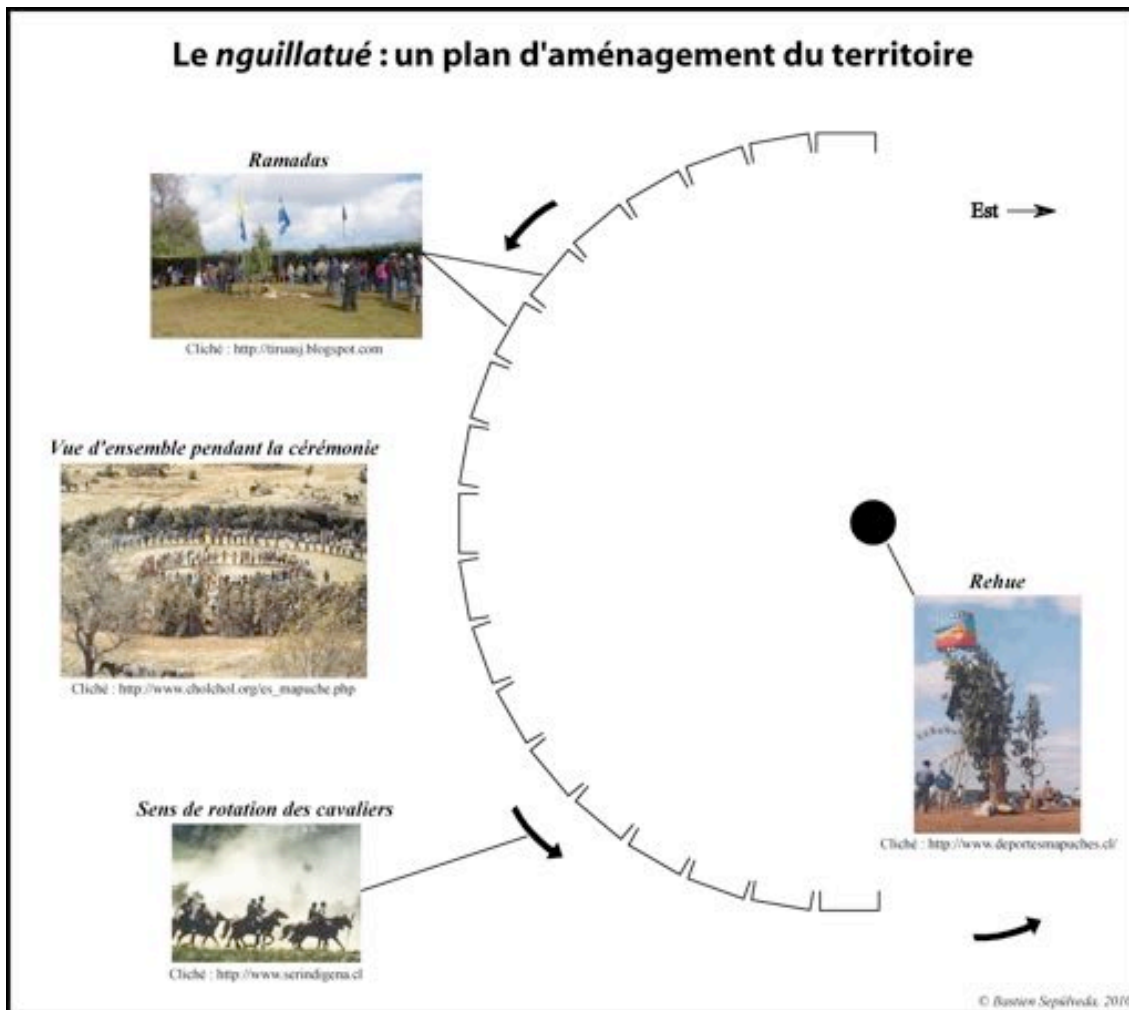 Le nguillatué : un plan d'aménagement du territoire
Ramadas
Cliché : http://tiruasj.blogspot.com
Est
Vue d'ensemble pendant la cérémonie
Cliché : http://www.cholchol.org/es_mapuche.php
Rehue
Cliché : http://www.deportesmapuches.cl/
Sens de rotation des cavaliers
Cliché : http://www.serindigena.cl
© Bastien Sepúlveda, 2010